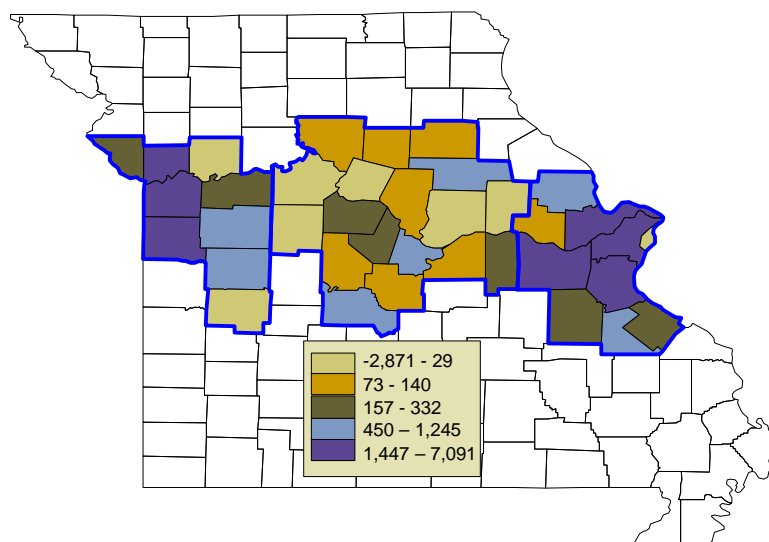 -2,871 - 29
73 - 140
157 - 332
450 – 1,245
1,447 – 7,091